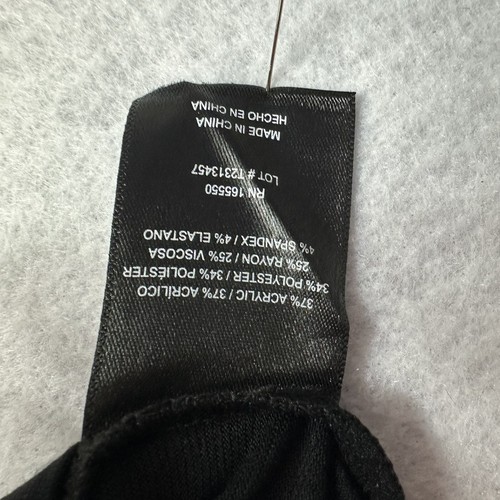 37% ACRYLIC / 37% ACRÍLICO
34% POLYESTER / 34% POLIÉSTER
25% RAYON / 25% VISCOSA
4% SPANDEX / 4% ELASTANO
RN 165550
LOT # T2313457
MADE IN CHINA
HECHO EN CHINA